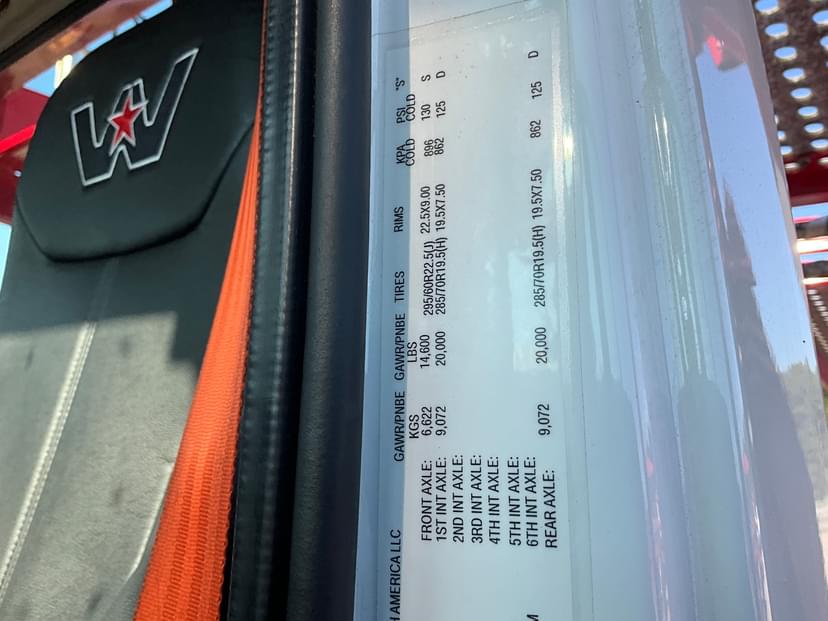 W
H AMERICA LLC
GAWR/PNBE GAWR/PNBE TIRES RIMS KPA PSI "S"
KGS LBS COLD COLD
FRONT AXLE: 6,622 14,600 295/60R22.5(J) 22.5X9.00 896 130 S
1ST INT AXLE: 9,072 20,000 285/70R19.5(H) 19.5X7.50 862 125 D
2ND INT AXLE:
3RD INT AXLE:
4TH INT AXLE:
5TH INT AXLE:
6TH INT AXLE:
REAR AXLE: 9,072 20,000 285/70R19.5(H) 19.5X7.50 862 125 D